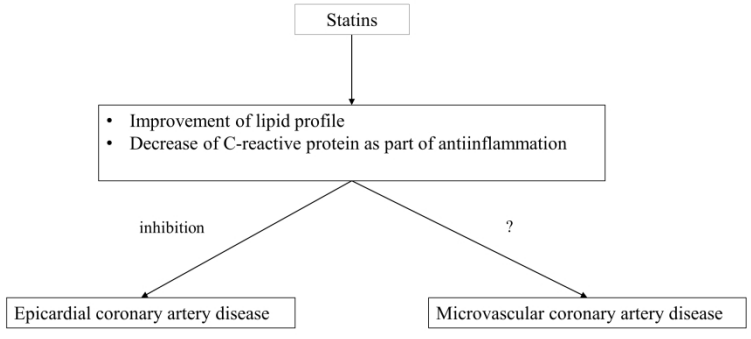 Statins
• Improvement of lipid profile
• Decrease of C-reactive protein as part of antiinflammation
inhibition
?
Epicardial coronary artery disease
Microvascular coronary artery disease